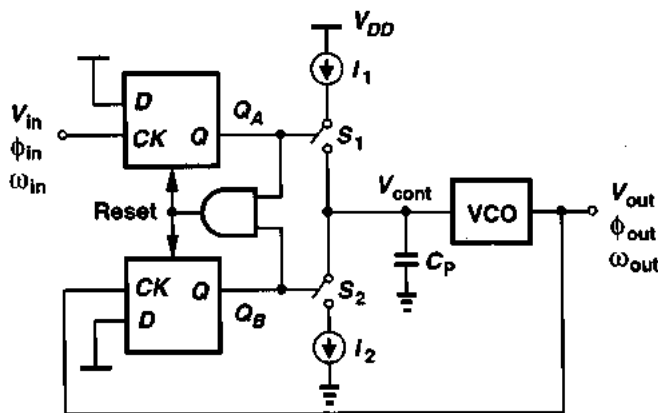 V_DD
I_1
D
Q_A
V_in
CK
Q
S_1
ϕ_in
ω_in
V_cont
V_out
Reset
VCO
ϕ_out
ω_out
C_P
CK
Q
S_2
D
Q_B
I_2